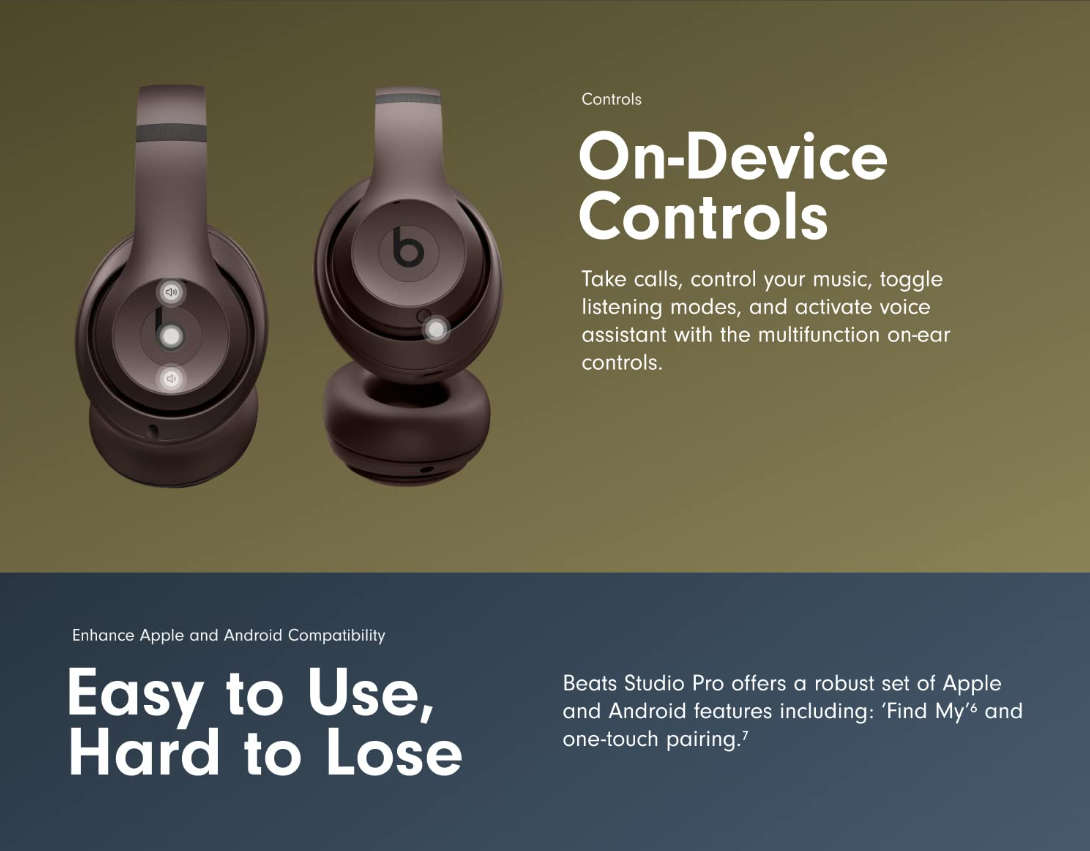 Controls
On-Device
Controls
Take calls, control your music, toggle
listening modes, and activate voice
assistant with the multifunction on-ear
controls.
Enhance Apple and Android Compatibility
Easy to Use,
Hard to Lose
Beats Studio Pro offers a robust set of Apple
and Android features including: ‘Find My’⁶ and
one-touch pairing.⁷